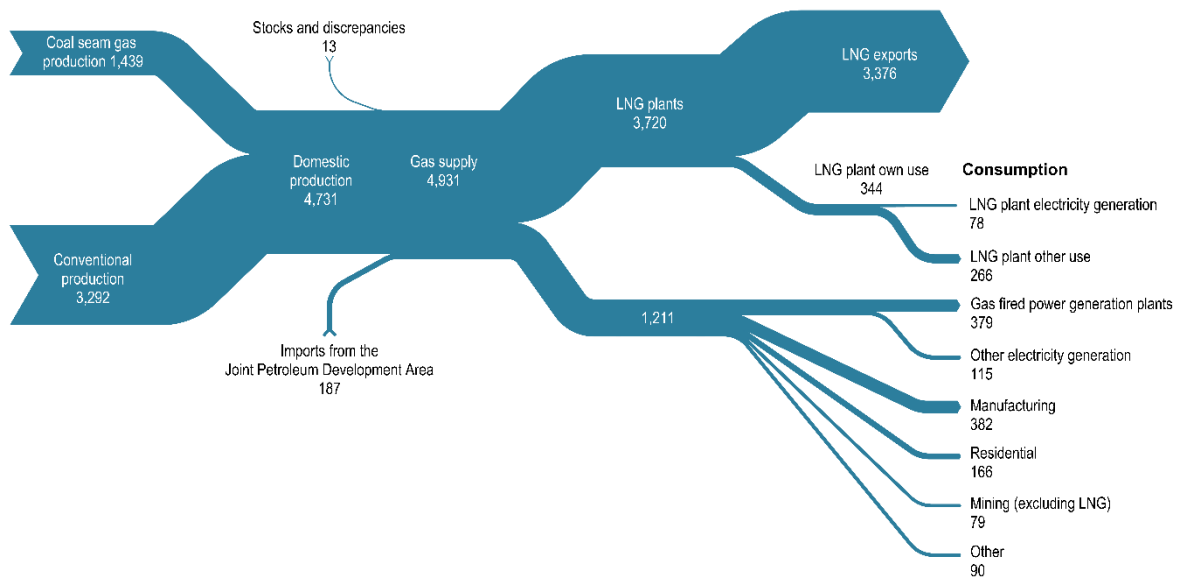 Coal seam gas
production 1,439
Stocks and discrepancies
13
LNG exports
3,376
LNG plants
3,720
Domestic
production
4,731
Gas supply
4,931
LNG plant own use
344
Consumption
LNG plant electricity generation
78
LNG plant other use
266
Conventional
production
3,292
Imports from the
Joint Petroleum Development Area
187
1,211
Gas fired power generation plants
379
Other electricity generation
115
Manufacturing
382
Residential
166
Mining (excluding LNG)
79
Other
90